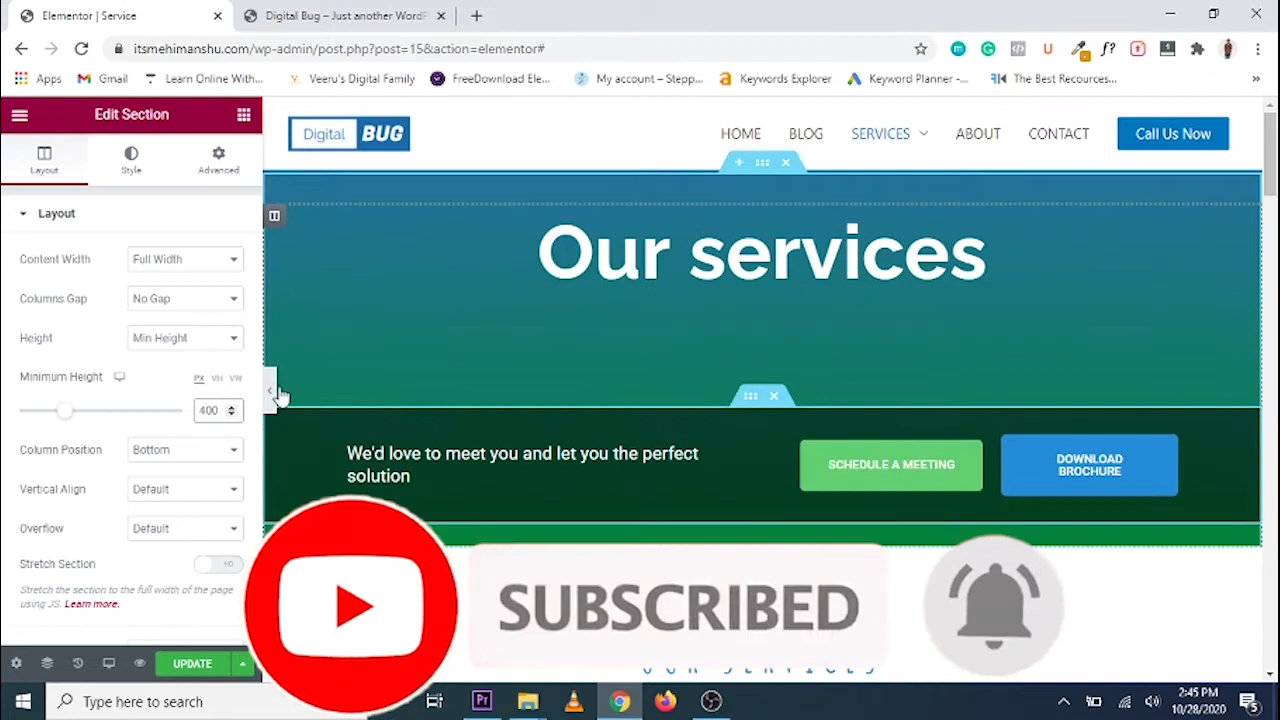 Elementor | Service
Digital Bug – Just another WordP
itsmehimanshu.com/wp-admin/post.php?post=15&action=elementor#
Apps
Gmail
Learn Online With...
Veeru's Digital Family
FreeDownload Ele...
My account – Stepp...
Keywords Explorer
Keyword Planner -...
The Best Recources...
»
Edit Section
Layout
Style
Advanced
Layout
Content Width
Full Width
Columns Gap
No Gap
Height
Min Height
Minimum Height
PX VH VW
400
Column Position
Bottom
Vertical Align
Default
Overflow
Default
Stretch Section
NO
Stretch the section to the full width of the page
using JS. Learn more.
UPDATE
Digital BUG
HOME
BLOG
SERVICES
ABOUT
CONTACT
Call Us Now
Our services
We'd love to meet you and let you the perfect
solution
SCHEDULE A MEETING
DOWNLOAD
BROCHURE
SUBSCRIBED
OUR SERVICES
Type here to search
Pr
2:45 PM
10/28/2020
5